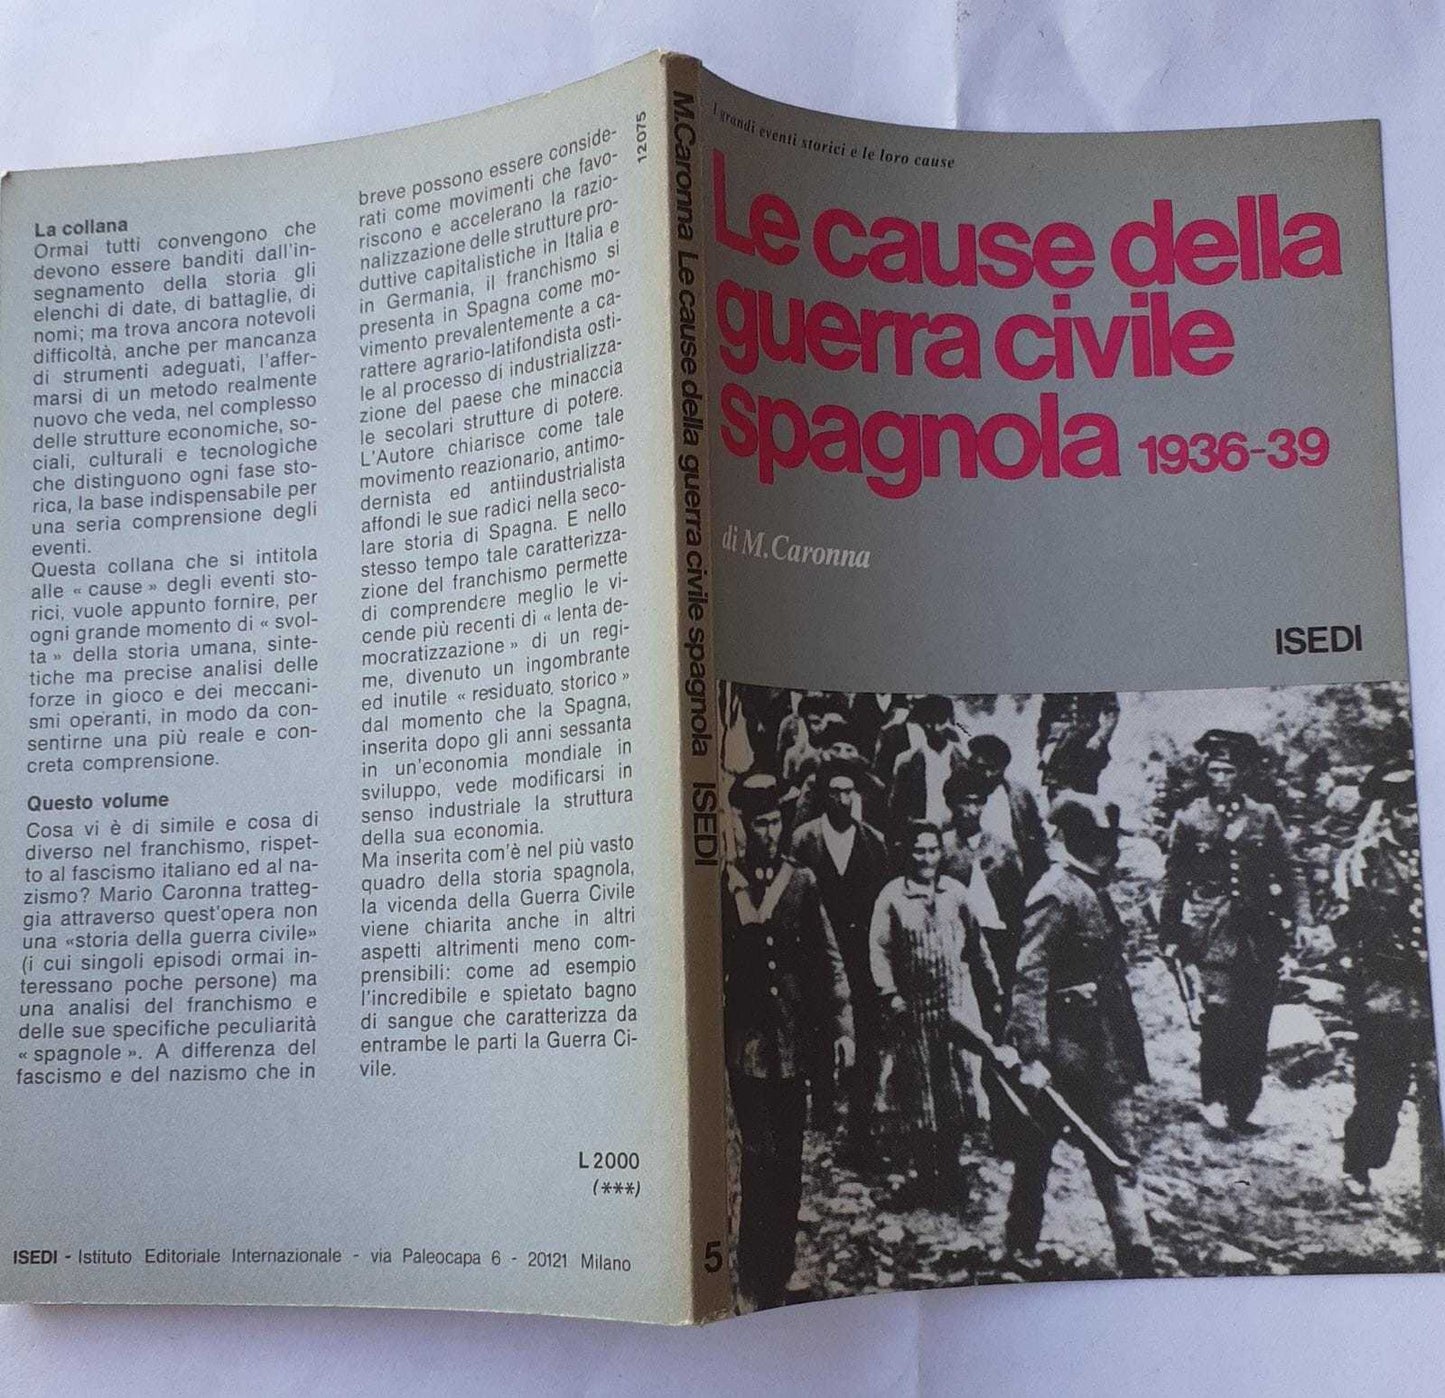 La collana
Ormai tutti convengono che
devono essere banditi dall'in-
segnamento della storia gli
elenchi di date, di battaglie, di
nomi; ma trova ancora notevoli
difficoltà, anche per mancanza
di strumenti adeguati, l'affer-
marsi di un metodo realmente
nuovo che veda, nel complesso
delle strutture economiche, so-
ciali, culturali e tecnologiche
che distinguono ogni fase sto-
rica, la base indispensabile per
una seria comprensione degli
eventi.
Questa collana che si intitola
alle « cause » degli eventi sto-
rici, vuole appunto fornire, per
ogni grande momento di « svol-
ta » della storia umana, sinte-
tiche ma precise analisi delle
forze in gioco e dei meccani-
smi operanti, in modo da con-
sentirne una più reale e con-
creta comprensione.
Questo volume
Cosa vi è di simile e cosa di
diverso nel franchismo, rispet-
to al fascismo italiano ed al na-
zismo? Mario Caronna tratteg-
gia attraverso quest'opera non
una «storia della guerra civile»
(i cui singoli episodi ormai in-
teressano poche persone) ma
una analisi del franchismo e
delle sue specifiche peculiarità
« spagnole ». A differenza del
fascismo e del nazismo che in
breve possono essere conside-
rati come movimenti che favo-
riscono e accelerano la razio-
nalizzazione delle strutture pro-
duttive capitalistiche in Italia e
in Germania, il franchismo si
presenta in Spagna come mo-
vimento prevalentemente a ca-
rattere agrario-latifondista osti-
le al processo di industrializza-
zione del paese che minaccia
le secolari strutture di potere.
L'Autore chiarisce come tale
movimento reazionario, antimo-
dernista ed antiindustrialista
affondi le sue radici nella seco-
lare storia di Spagna. E nello
stesso tempo tale caratterizza-
zione del franchismo permette
di comprendere meglio le vi-
cende più recenti di « lenta de-
mocratizzazione » di un regi-
me, divenuto un ingombrante
ed inutile « residuato storico »
dal momento che la Spagna,
inserita dopo gli anni sessanta
in un'economia mondiale in
sviluppo, vede modificarsi in
senso industriale la struttura
della sua economia.
Ma inserita com'è nel più vasto
quadro della storia spagnola,
la vicenda della Guerra Civile
viene chiarita anche in altri
aspetti altrimenti meno com-
prensibili: come ad esempio
l'incredibile e spietato bagno
di sangue che caratterizza da
entrambe le parti la Guerra Ci-
vile.
12075
L 2000
(***)
ISEDI - Istituto Editoriale Internazionale - via Paleocapa 6 - 20121 Milano
M.Caronna Le cause della guerra civile spagnola ISEDI
5
I grandi eventi storici e le loro cause
Le cause della
guerra civile
spagnola 1936-39
di M.Caronna
ISEDI